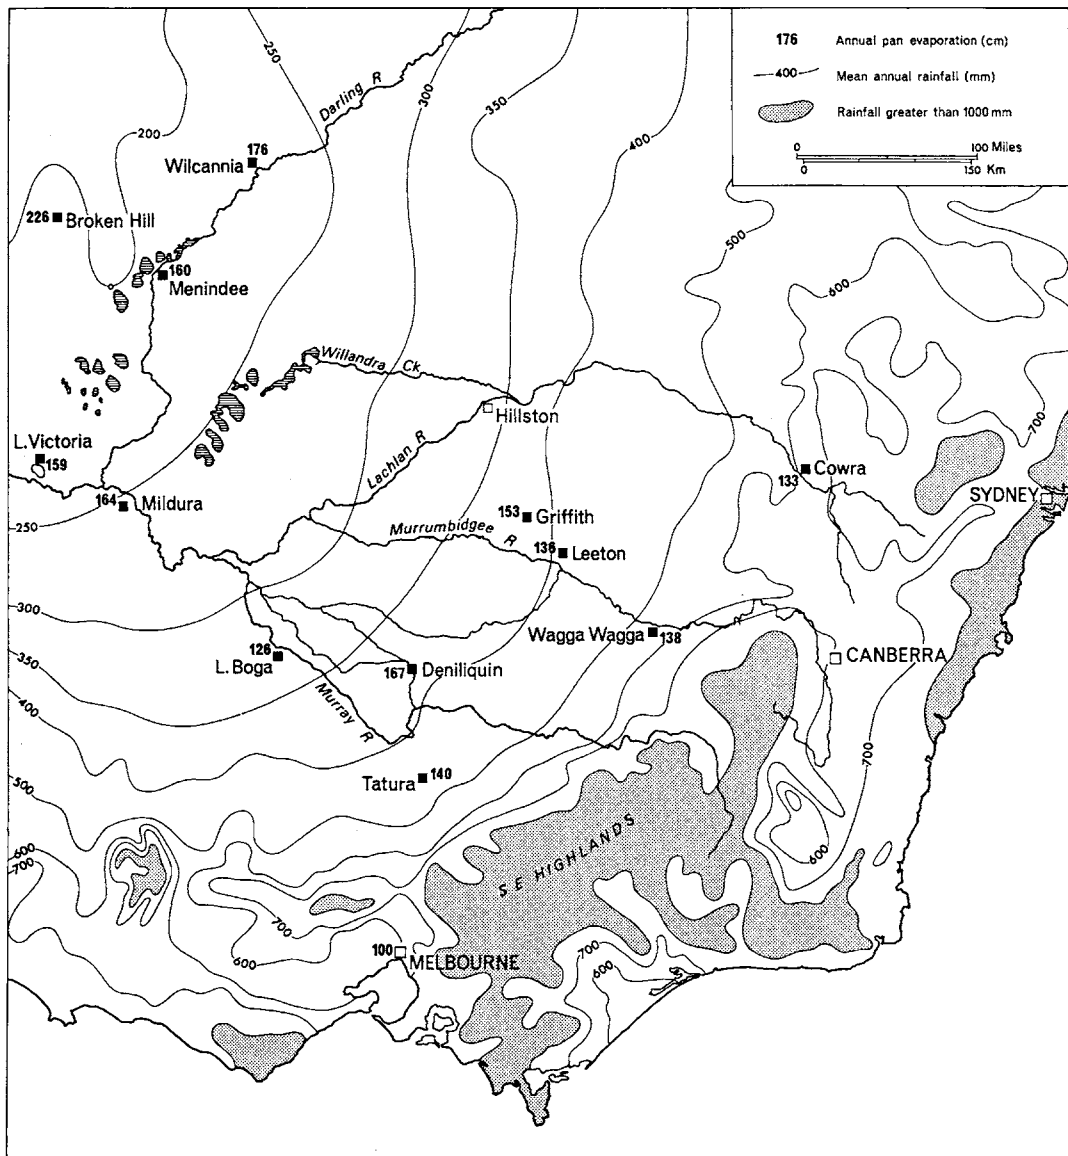 176 Annual pan evaporation (cm)
400 Mean annual rainfall (mm)
Rainfall greater than 1000 mm
0 100 Miles
0 150 Km
250
300
350
400
200
Darling R
176
Wilcannia
226 Broken Hill
160
Menindee
500
600
Willandra Ck
Hillston
700
L. Victoria
159
Lachlan R
Cowra
133
SYDNEY
164 Mildura
153 Griffith
250
Murrumbidgee R
136 Leeton
300
Wagga Wagga 138
CANBERRA
126
L. Boga
167 Deniliquin
350
Murray R
400
700
Tatura 140
500
S E HIGHLANDS
600
700
600
700
600
100
MELBOURNE
700
600